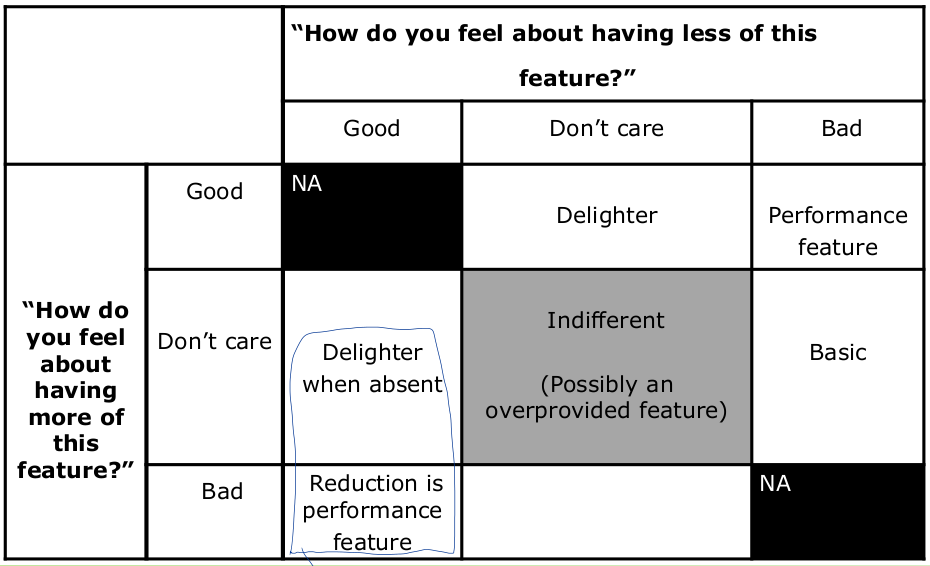 “How do you feel about having less of this
feature?”
Good
Don’t care
Bad
Good
NA
Delighter
Performance
feature
“How do
you feel
about
having
more of
this
feature?”
Don’t care
Delighter
when absent
Indifferent
(Possibly an
overprovided feature)
Basic
Bad
Reduction is
performance
feature
NA